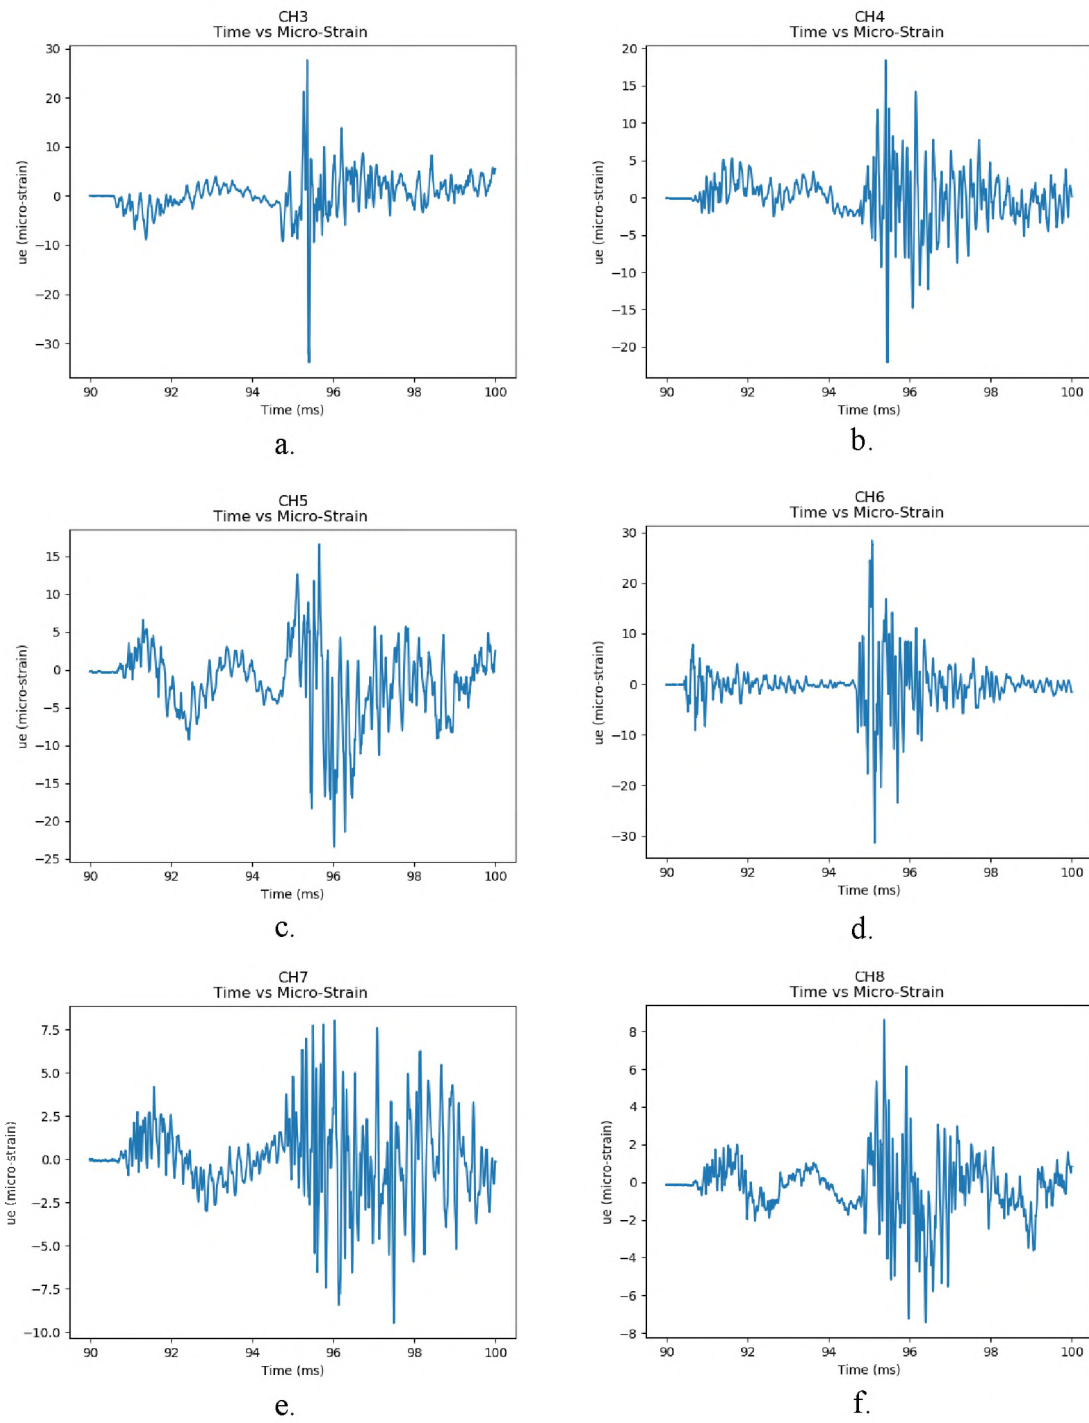 CH3
Time vs Micro-Strain
30
20
10
0
−10
−20
−30
ue (micro-strain)
90 92 94 96 98 100
Time (ms)
a.
CH4
Time vs Micro-Strain
20
15
10
5
0
−5
−10
−15
−20
ue (micro-strain)
90 92 94 96 98 100
Time (ms)
b.
CH5
Time vs Micro-Strain
15
10
5
0
−5
−10
−15
−20
−25
ue (micro-strain)
90 92 94 96 98 100
Time (ms)
c.
CH6
Time vs Micro-Strain
30
20
10
0
−10
−20
−30
ue (micro-strain)
90 92 94 96 98 100
Time (ms)
d.
CH7
Time vs Micro-Strain
7.5
5.0
2.5
0.0
−2.5
−5.0
−7.5
−10.0
ue (micro-strain)
90 92 94 96 98 100
Time (ms)
e.
CH8
Time vs Micro-Strain
8
6
4
2
0
−2
−4
−6
−8
ue (micro-strain)
90 92 94 96 98 100
Time (ms)
f.